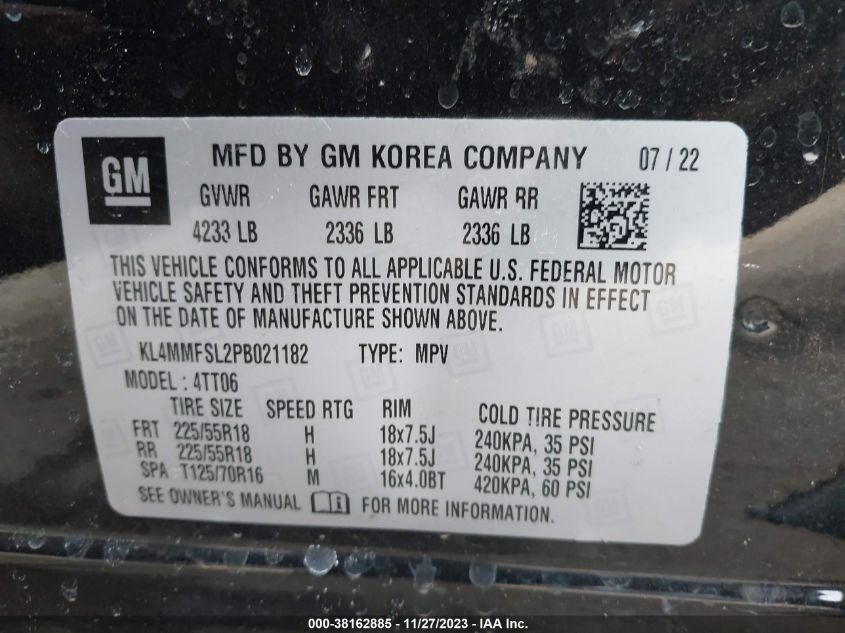 GM MFD BY GM KOREA COMPANY 07 / 22
GVWR GAWR FRT GAWR RR
4233 LB 2336 LB 2336 LB
THIS VEHICLE CONFORMS TO ALL APPLICABLE U.S. FEDERAL MOTOR
VEHICLE SAFETY AND THEFT PREVENTION STANDARDS IN EFFECT
ON THE DATE OF MANUFACTURE SHOWN ABOVE.
KL4MMFSL2PB021182 TYPE: MPV
MODEL : 4TT06
TIRE SIZE SPEED RTG RIM COLD TIRE PRESSURE
FRT 225/55R18 H 18x7.5J 240KPA, 35 PSI
RR 225/55R18 H 18x7.5J 240KPA, 35 PSI
SPA T125/70R16 M 16x4.0BT 420KPA, 60 PSI
SEE OWNER'S MANUAL FOR MORE INFORMATION.
000-38162885 - 11/27/2023 - IAAI.com